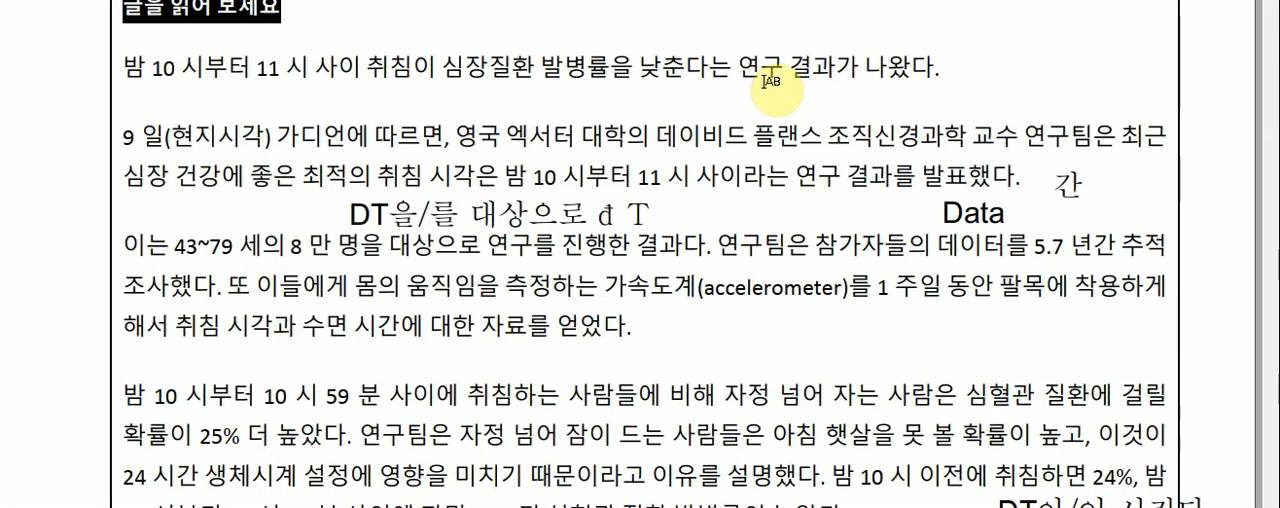 글을 읽어 보세요
밤 10 시부터 11 시 사이 취침이 심장질환 발병률을 낮춘다는 연구 결과가 나왔다.
9 일(현지시각) 가디언에 따르면, 영국 엑서터 대학의 데이비드 플랜스 조직신경과학 교수 연구팀은 최근
심장 건강에 좋은 최적의 취침 시각은 밤 10 시부터 11 시 사이라는 연구 결과를 발표했다.
간
DT을/를 대상으로 đ T
Data
이는 43~79 세의 8 만 명을 대상으로 연구를 진행한 결과다. 연구팀은 참가자들의 데이터를 5.7 년간 추적
조사했다. 또 이들에게 몸의 움직임을 측정하는 가속도계(accelerometer)를 1 주일 동안 팔목에 착용하게
해서 취침 시각과 수면 시간에 대한 자료를 얻었다.
밤 10 시부터 10 시 59 분 사이에 취침하는 사람들에 비해 자정 넘어 자는 사람은 심혈관 질환에 걸릴
확률이 25% 더 높았다. 연구팀은 자정 넘어 잠이 드는 사람들은 아침 햇살을 못 볼 확률이 높고, 이것이
24 시간 생체시계 설정에 영향을 미치기 때문이라고 이유를 설명했다. 밤 10 시 이전에 취침하면 24%, 밤